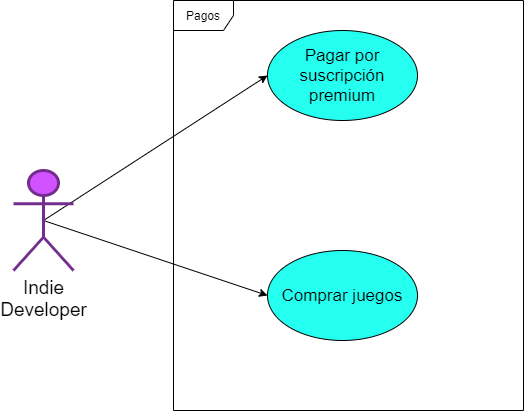 Pagos
Pagar por
suscripción
premium
Indie
Developer
Comprar juegos